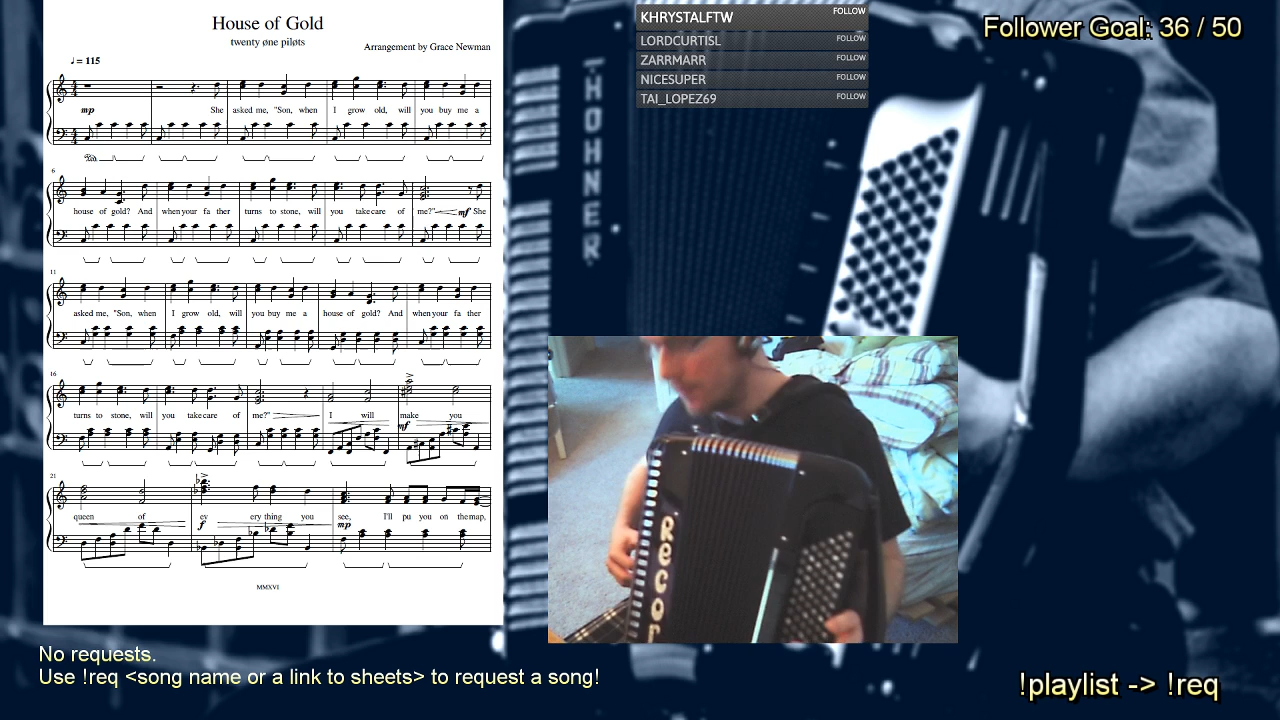 House of Gold
twenty øne piløts
Arrangement by Grace Newman
♩ = 115
mp
She asked me, "Son, when I grow old, will you buy me a
6
house of gold? And when your fa ther turns to stone, will you take care of me?" mf She
11
asked me, "Son, when I grow old, will you buy me a house of gold? And when your fa ther
16
turns to stone, will you take care of me?" I will make you
mf
21
queen of ev ery thing you see, I'll pu you on the map,
f mp
MMXVI
KHRYSTALFTW FOLLOW
LORDCURTISL FOLLOW
ZARRMARR FOLLOW
NICESUPER FOLLOW
TAI_LOPEZ69 FOLLOW
Follower Goal: 36 / 50
HOHNER
Recor
No requests.
Use !req <song name or a link to sheets> to request a song!
!playlist -> !req